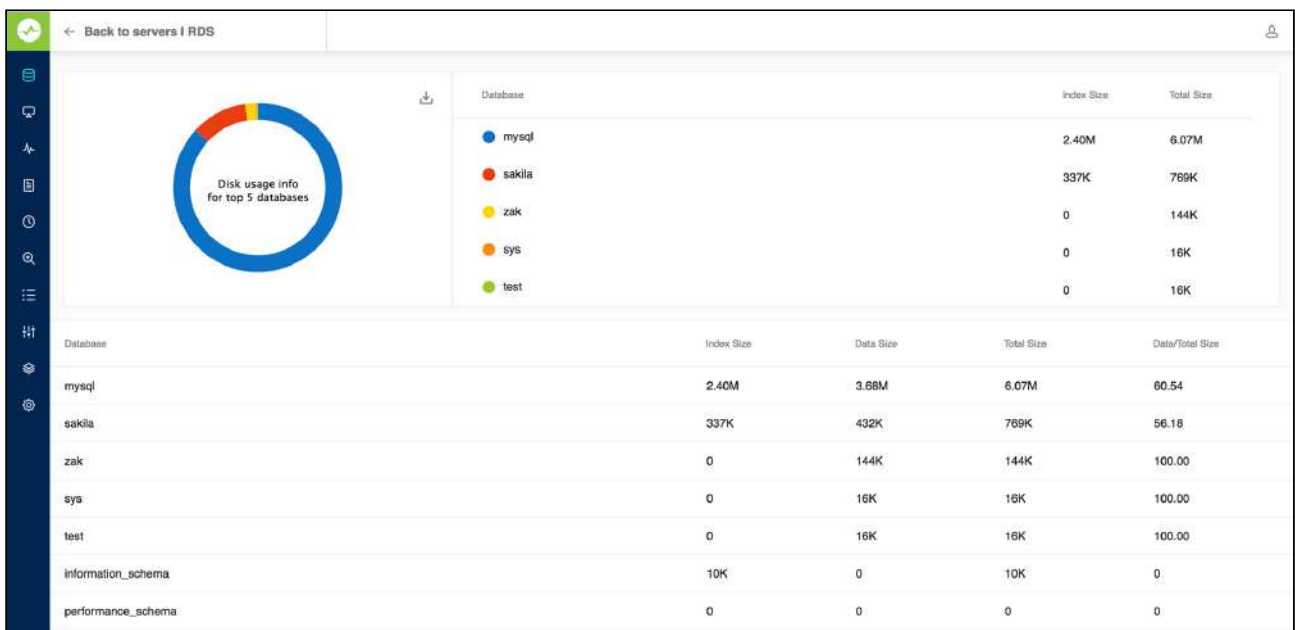 ← Back to servers I RDS
Disk usage info
for top 5 databases
Database Index Size Total Size
mysql 2.40M 6.07M
sakila 337K 769K
zak 0 144K
sys 0 16K
test 0 16K
Database Index Size Data Size Total Size Data/Total Size
mysql 2.40M 3.68M 6.07M 60.54
sakila 337K 432K 769K 56.18
zak 0 144K 144K 100.00
sys 0 16K 16K 100.00
test 0 16K 16K 100.00
information_schema 10K 0 10K 0
performance_schema 0 0 0 0